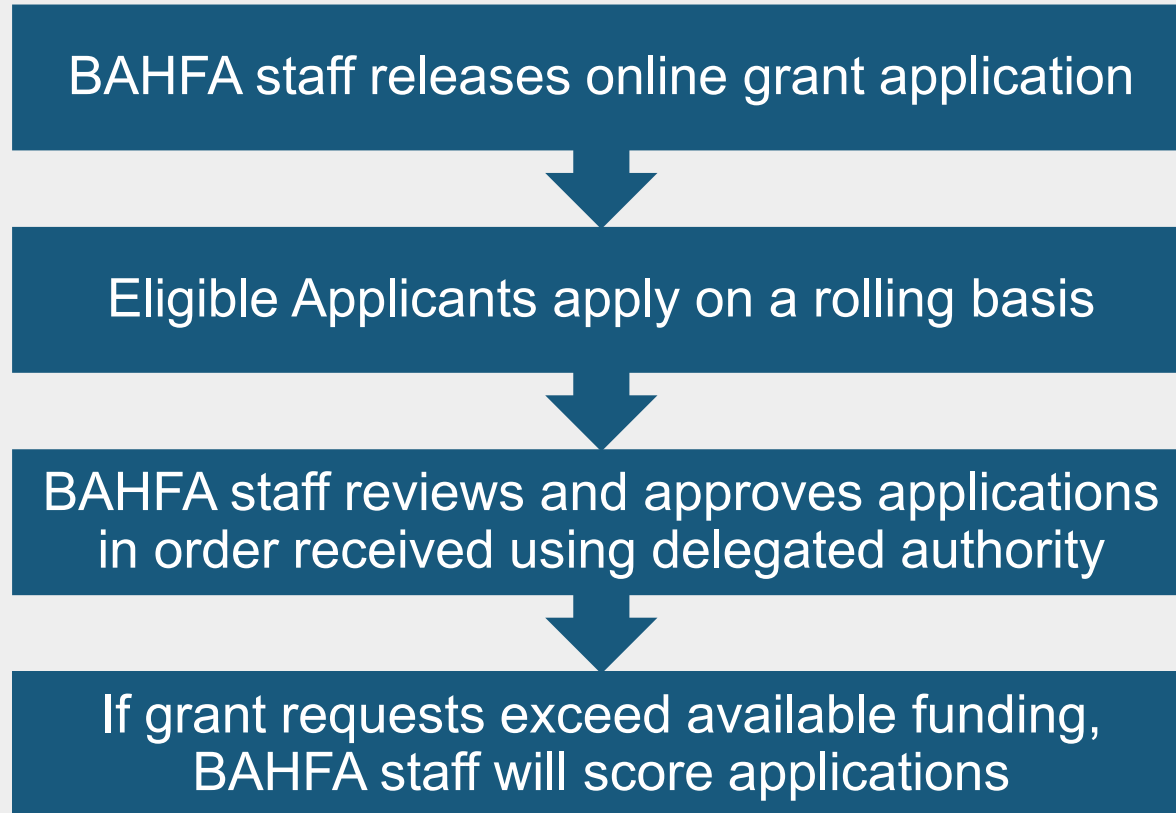 BAHFA staff releases online grant application
Eligible Applicants apply on a rolling basis
BAHFA staff reviews and approves applications
in order received using delegated authority
If grant requests exceed available funding,
BAHFA staff will score applications